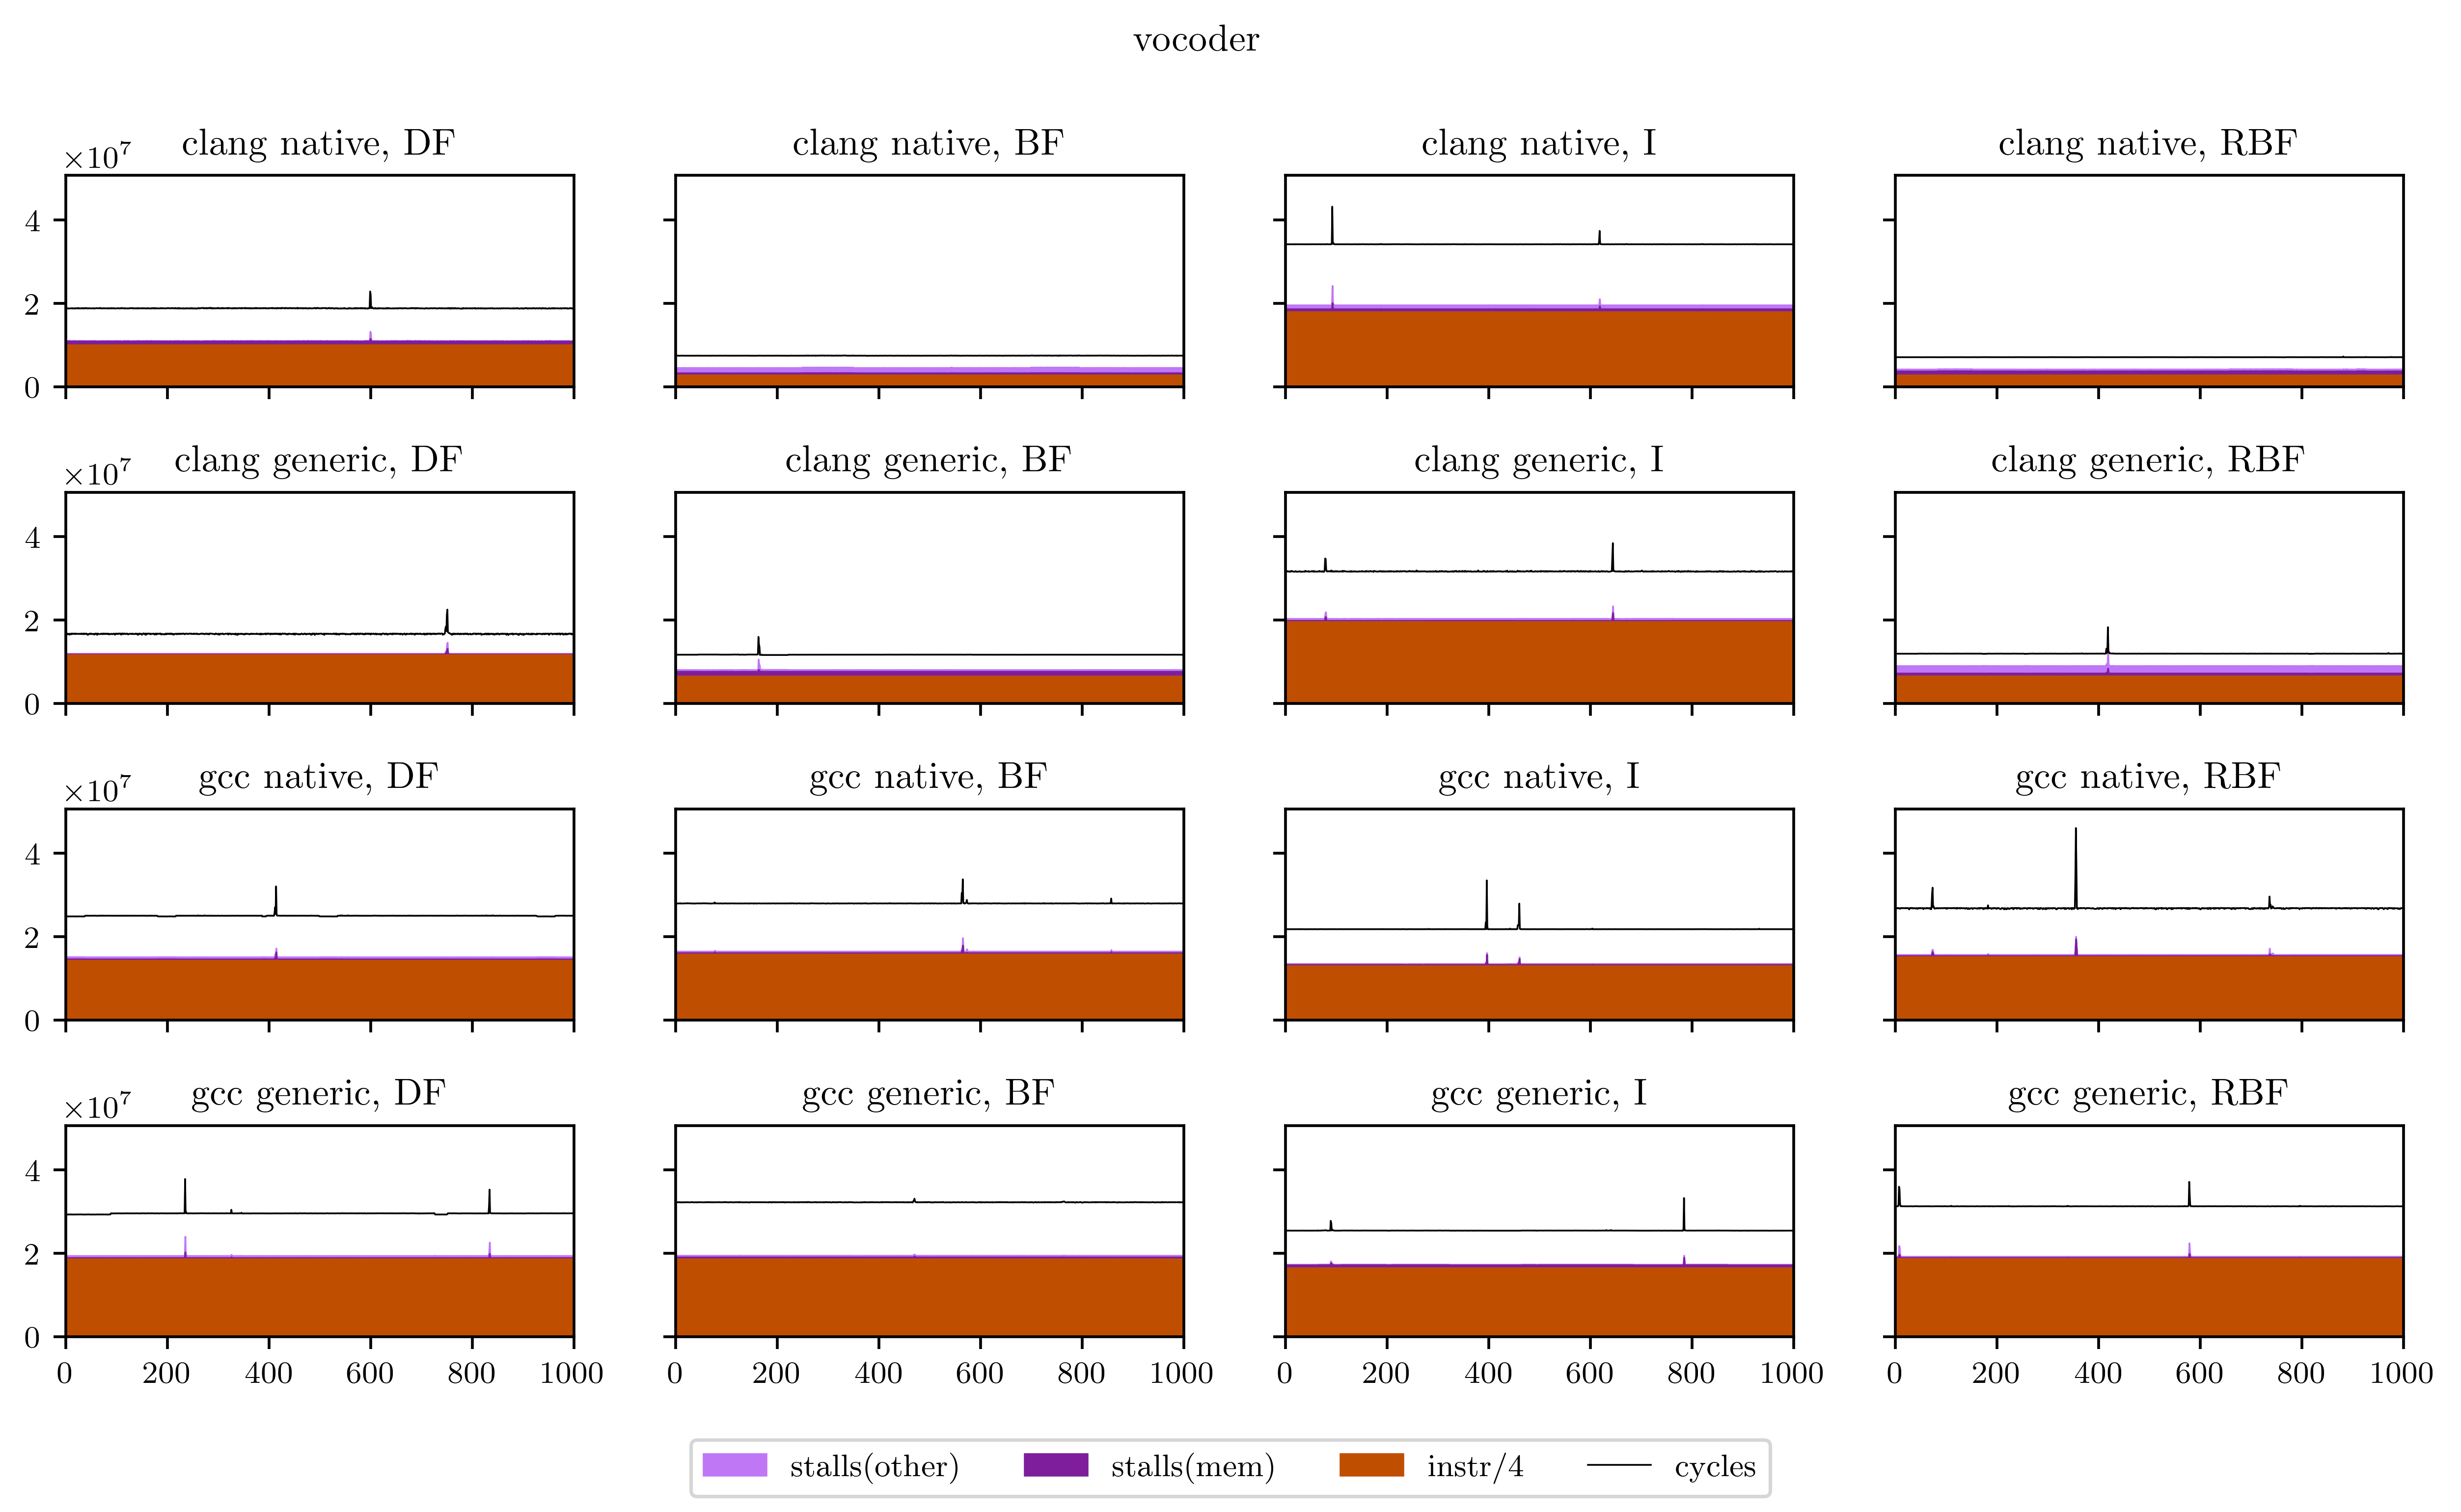 vocoder
clang native, DF
clang native, BF
clang native, I
clang native, RBF
×10⁷
4
2
0
clang generic, DF
clang generic, BF
clang generic, I
clang generic, RBF
×10⁷
4
2
0
gcc native, DF
gcc native, BF
gcc native, I
gcc native, RBF
×10⁷
4
2
0
gcc generic, DF
gcc generic, BF
gcc generic, I
gcc generic, RBF
×10⁷
4
2
0
0 200 400 600 800 1000 0 200 400 600 800 1000 0 200 400 600 800 1000 0 200 400 600 800 1000
stalls(other) stalls(mem) instr/4 cycles